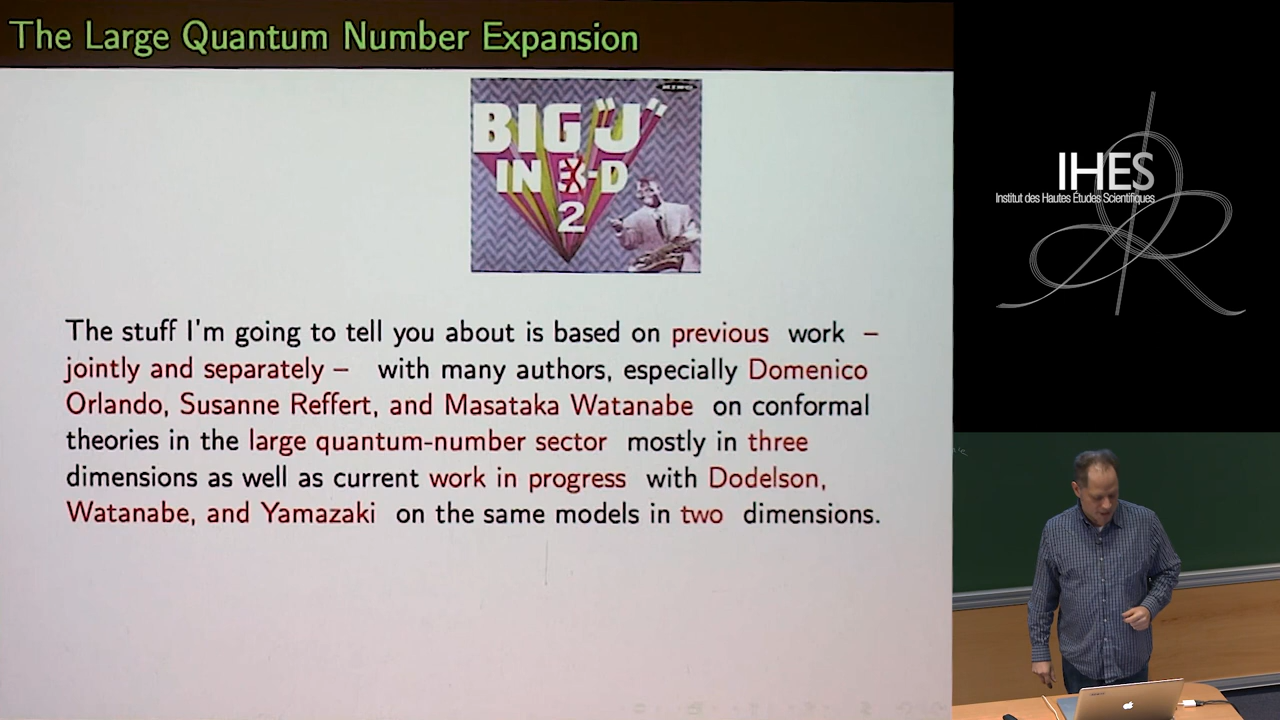 The Large Quantum Number Expansion
BIG "J"
IN 3-D
2
The stuff I'm going to tell you about is based on previous work –
jointly and separately – with many authors, especially Domenico
Orlando, Susanne Reffert, and Masataka Watanabe on conformal
theories in the large quantum-number sector mostly in three
dimensions as well as current work in progress with Dodelson,
Watanabe, and Yamazaki on the same models in two dimensions.
IHES
Institut des Hautes Études Scientifiques